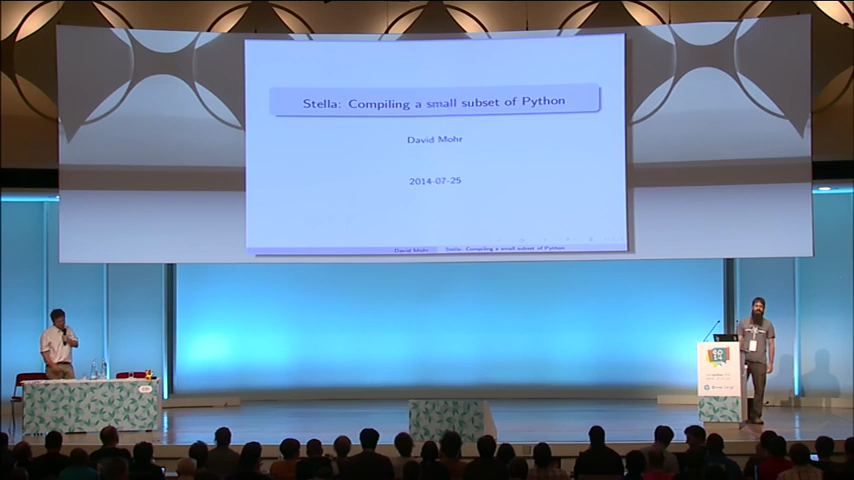 Stella: Compiling a small subset of Python
David Mohr
2014-07-25
David Mohr Stella: Compiling a small subset of Python